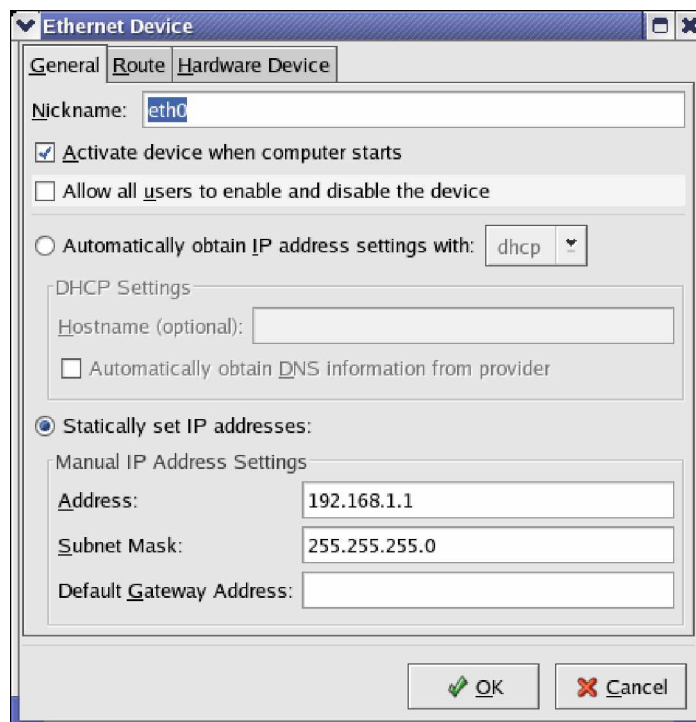 Ethernet Device
General Route Hardware Device
Nickname: eth0
Activate device when computer starts
Allow all users to enable and disable the device
Automatically obtain IP address settings with: dhcp
DHCP Settings
Hostname (optional):
Automatically obtain DNS information from provider
Statically set IP addresses:
Manual IP Address Settings
Address: 192.168.1.1
Subnet Mask: 255.255.255.0
Default Gateway Address:
OK Cancel